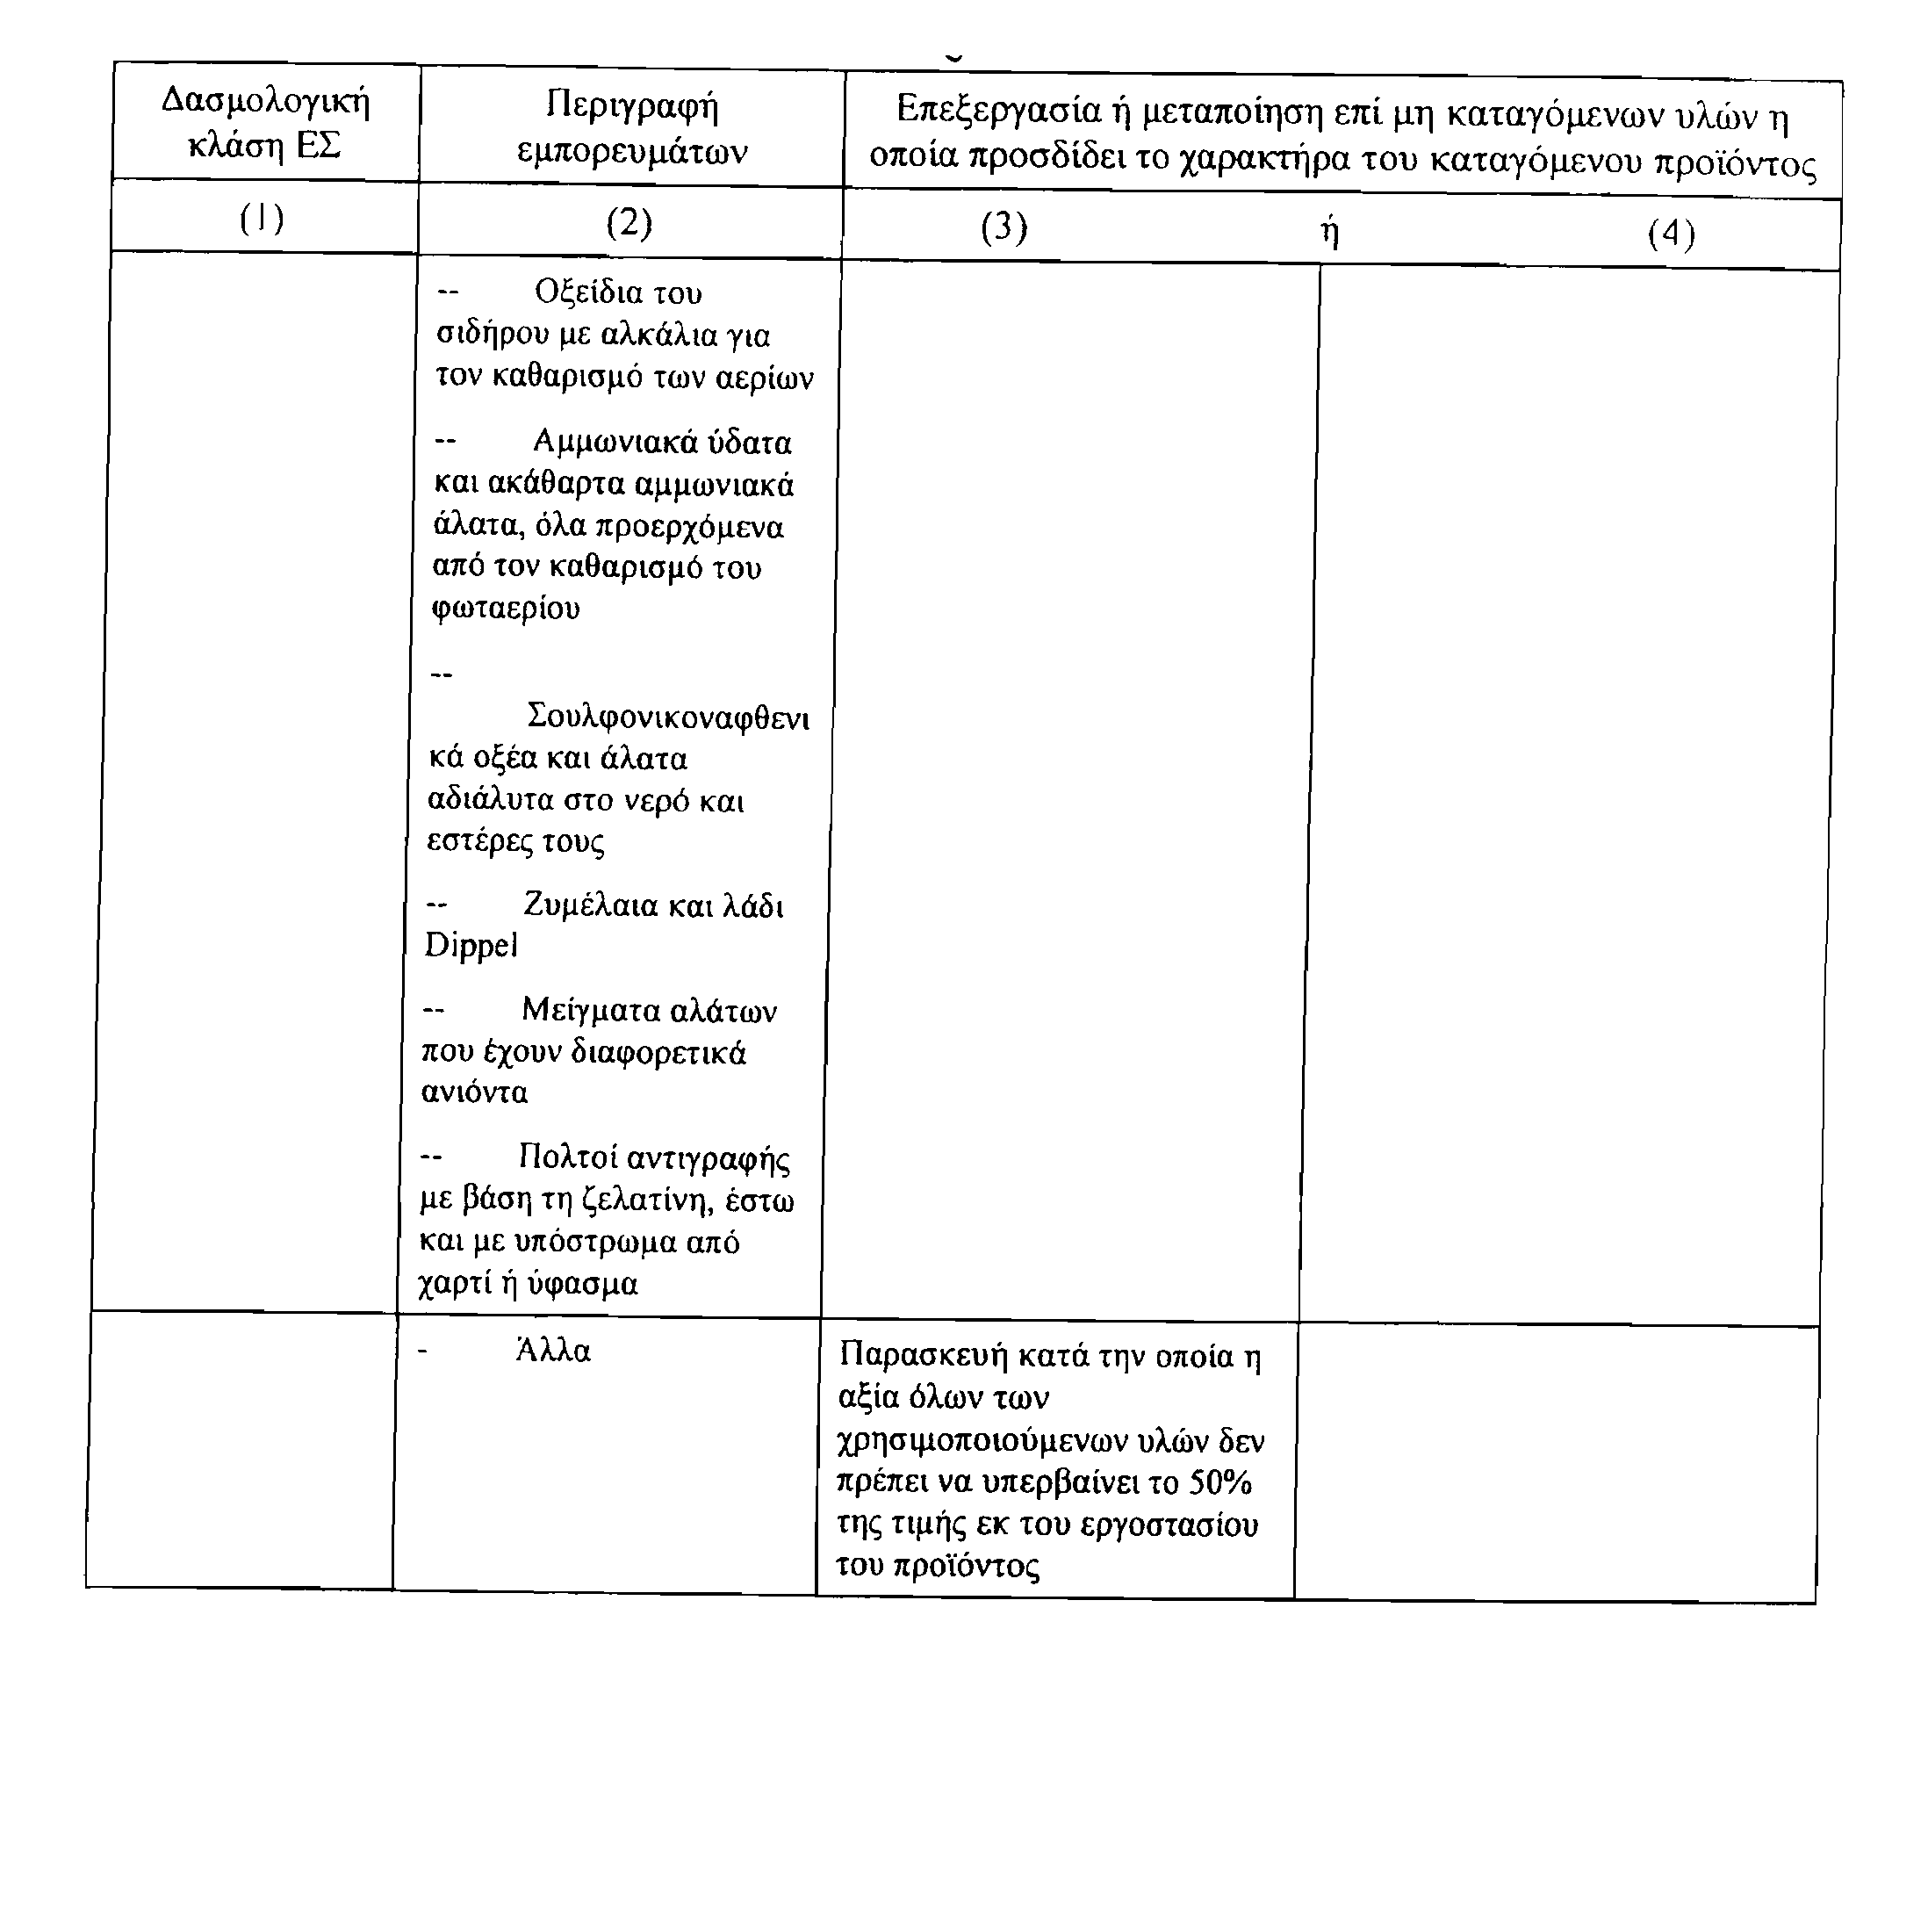 Δασμολογική
κλάση ΕΣ
Περιγραφή
εμπορευμάτων
Επεξεργασία ή μεταποίηση επί μη καταγόμενων υλών η
οποία προσδίδει το χαρακτήρα του καταγόμενου προϊόντος
(1)
(2)
(3) ή (4)
-- Οξείδια του
σιδήρου με αλκάλια για
τον καθαρισμό των αερίων
-- Αμμωνιακά ύδατα
και ακάθαρτα αμμωνιακά
άλατα, όλα προερχόμενα
από τον καθαρισμό του
φωταερίου
--
Σουλφονικοναφθενι
κά οξέα και άλατα
αδιάλυτα στο νερό και
εστέρες τους
-- Ζυμέλαια και λάδι
Dippel
-- Μείγματα αλάτων
που έχουν διαφορετικά
ανιόντα
-- Πολτοί αντιγραφής
με βάση τη ζελατίνη, έστω
και με υπόστρωμα από
χαρτί ή ύφασμα
- Άλλα
Παρασκευή κατά την οποία η
αξία όλων των
χρησιμοποιούμενων υλών δεν
πρέπει να υπερβαίνει το 50%
της τιμής εκ του εργοστασίου
του προϊόντος